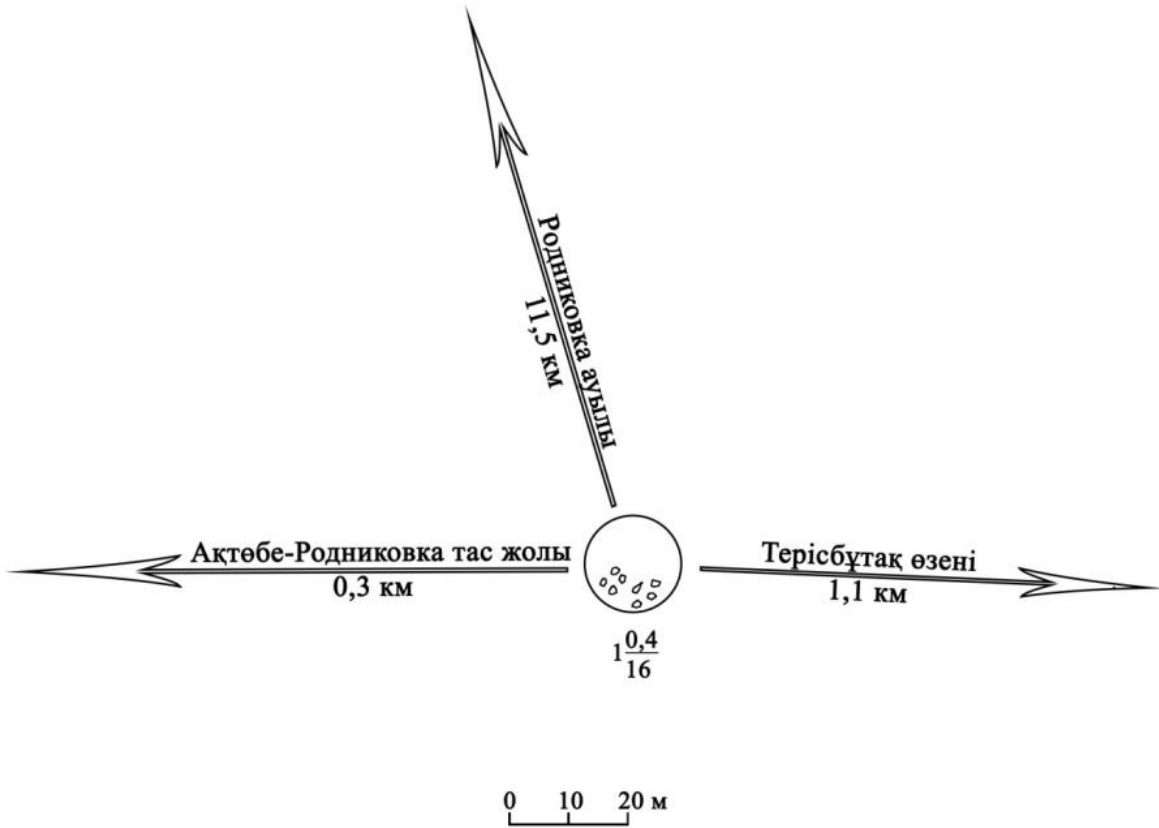 Родниковка ауылы
11,5 км
Ақтөбе-Родниковка тас жолы
0,3 км
Терісбұтақ өзені
1,1 км
1 0,4/16
0 10 20 м